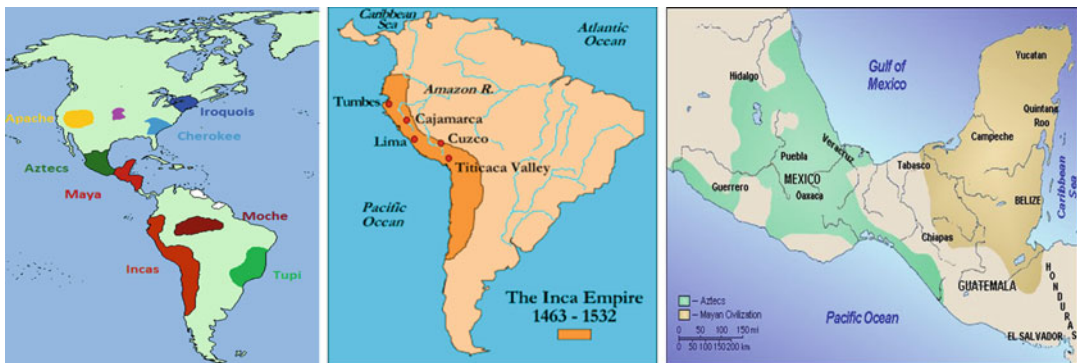 Apache
Iroquois
Cherokee
Aztecs
Maya
Moche
Incas
Tupi
Caribbean
Sea
Atlantic
Ocean
Tumbes
Amazon R.
Cajamarca
Lima
Cuzco
Titicaca Valley
Pacific
Ocean
The Inca Empire
1463 - 1532
Yucatan
Gulf of
Mexico
Hidalgo
Quintana
Roo
Campeche
Veracruz
Puebla
Tabasco
MEXICO
Guerrero
Oaxaca
BELIZE
Caribbean
Sea
Chiapas
GUATEMALA
HONDURAS
– Aztecs
– Mayan Civilization
0 50 100 150 mi
0 50 100 150 200 km
Pacific Ocean
EL SALVADOR